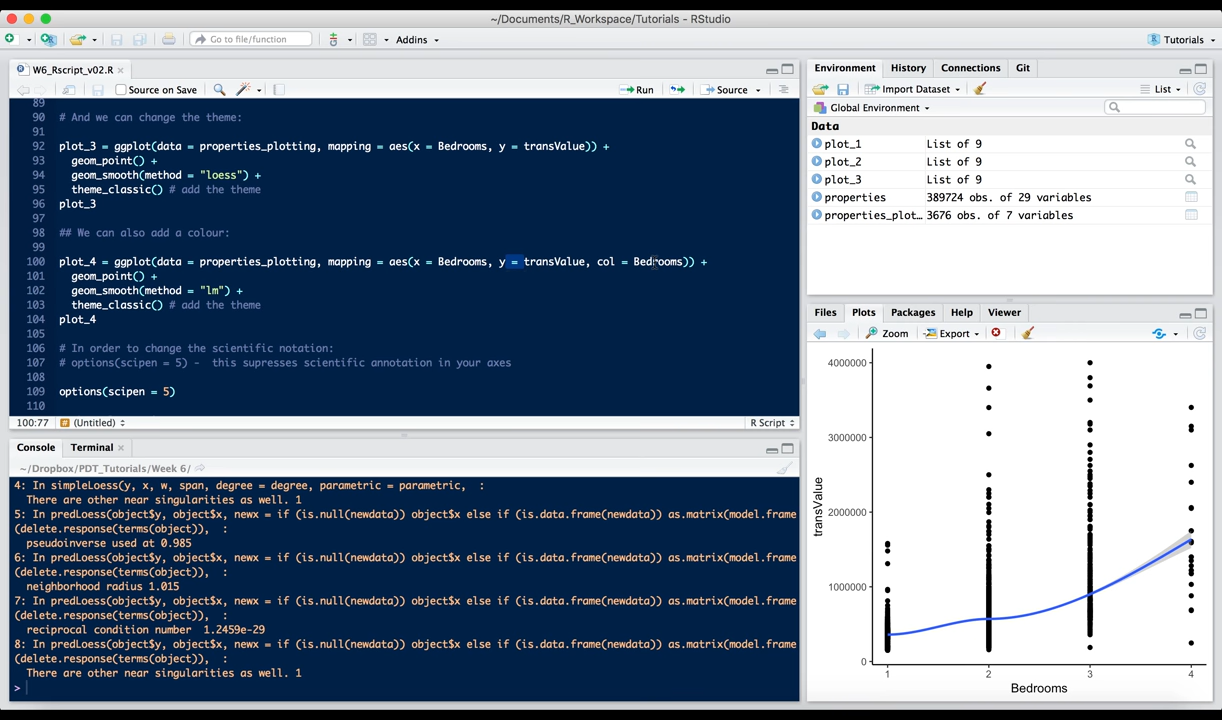 ~/Documents/R_Workspace/Tutorials - RStudio
Go to file/function
Addins
Tutorials
W6_Rscript_v02.R
Source on Save
Run
Source
89
90 # And we can change the theme:
91
92 plot_3 = ggplot(data = properties_plotting, mapping = aes(x = Bedrooms, y = transValue)) +
93 geom_point() +
94 geom_smooth(method = "loess") +
95 theme_classic() # add the theme
96 plot_3
97
98 ## We can also add a colour:
99
100 plot_4 = ggplot(data = properties_plotting, mapping = aes(x = Bedrooms, y = transValue, col = Bedrooms)) +
101 geom_point() +
102 geom_smooth(method = "lm") +
103 theme_classic() # add the theme
104 plot_4
105
106 # In order to change the scientific notation:
107 # options(scipen = 5) - this supresses scientific annotation in your axes
108
109 options(scipen = 5)
110
100:77 # (Untitled) R Script
Console Terminal
~/Dropbox/PDT_Tutorials/Week 6/
4: In simpleLoess(y, x, w, span, degree = degree, parametric = parametric, :
There are other near singularities as well. 1
5: In predLoess(object$y, object$x, newx = if (is.null(newdata)) object$x else if (is.data.frame(newdata)) as.matrix(model.frame
(delete.response(terms(object)), :
pseudoinverse used at 0.985
6: In predLoess(object$y, object$x, newx = if (is.null(newdata)) object$x else if (is.data.frame(newdata)) as.matrix(model.frame
(delete.response(terms(object)), :
neighborhood radius 1.015
7: In predLoess(object$y, object$x, newx = if (is.null(newdata)) object$x else if (is.data.frame(newdata)) as.matrix(model.frame
(delete.response(terms(object)), :
reciprocal condition number 1.2459e-29
8: In predLoess(object$y, object$x, newx = if (is.null(newdata)) object$x else if (is.data.frame(newdata)) as.matrix(model.frame
(delete.response(terms(object)), :
There are other near singularities as well. 1
>
Environment History Connections Git
Import Dataset List
Global Environment
Data
plot_1 List of 9
plot_2 List of 9
plot_3 List of 9
properties 389724 obs. of 29 variables
properties_plot… 3676 obs. of 7 variables
Files Plots Packages Help Viewer
Zoom Export
4000000
3000000
2000000
1000000
0
transValue
1 2 3 4
Bedrooms